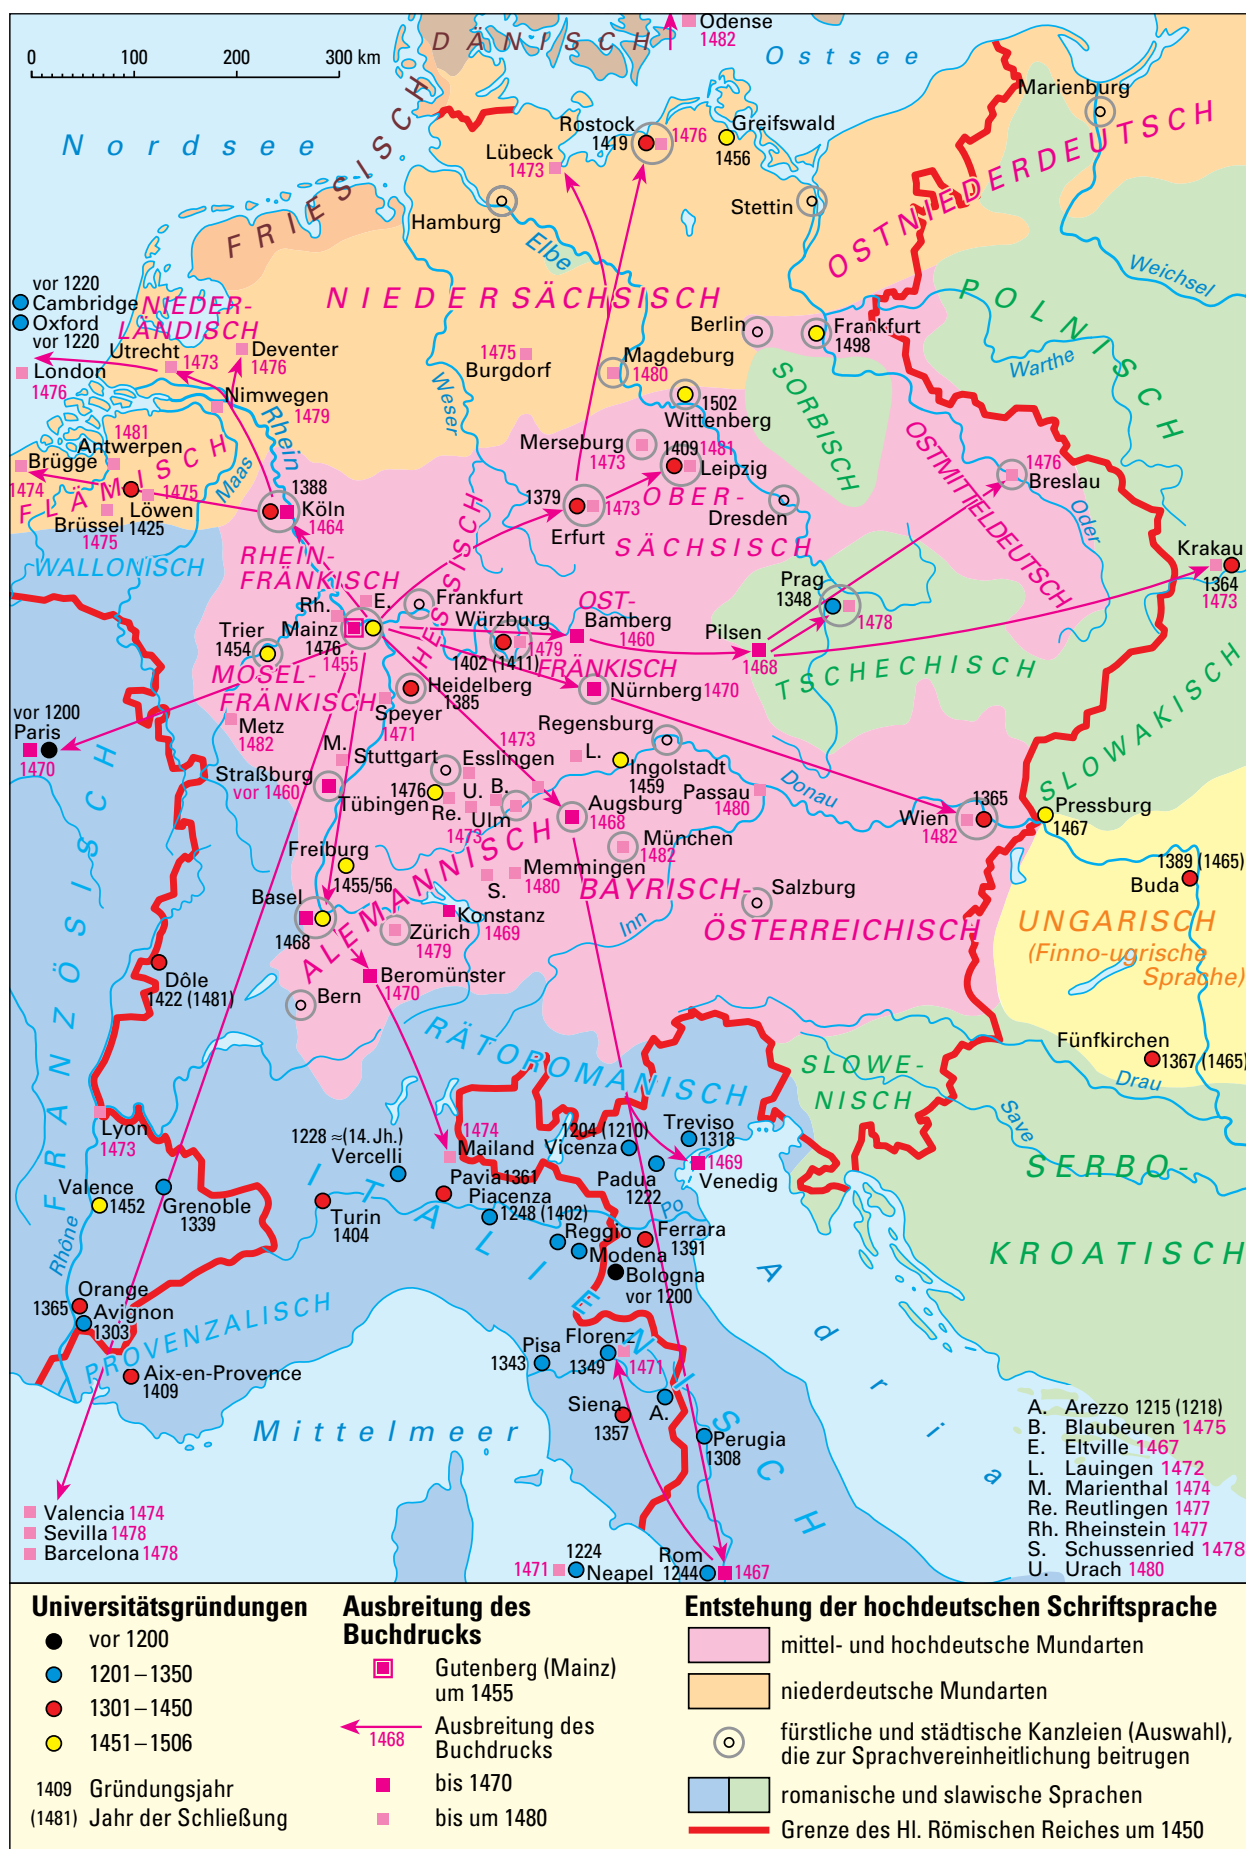 DÄNISCH
Odense
1482
Ostsee
0 100 200 300 km
Nordsee
FRIESISCH
Marienburg
Rostock
1419
1476
Greifswald
1456
Lübeck
1473
Hamburg
Stettin
Elbe
OSTNIEDERDEUTSCH
Weichsel
vor 1220
Cambridge
Oxford
vor 1220
NIEDER-
LÄNDISCH
NIEDERSÄCHSISCH
POLNISCH
Berlin
Frankfurt
1498
Utrecht
1473
Deventer
1476
London
1476
1475
Burgdorf
Magdeburg
1480
Warthe
Weser
SORBISCH
Nimwegen
1479
Rhein
1502
Wittenberg
1481
Antwerpen
Brügge
1474
FLÄMISCH
Maas
Merseburg
1473
1409
1481
Leipzig
OSTMITTELDEUTSCH
1476
Breslau
1475
Löwen
1425
Brüssel
1475
1388
Köln
1464
1379
1473
Erfurt
OBER-
SÄCHSISCH
Dresden
Oder
WALLONISCH
RHEIN-
FRÄNKISCH
HESSISCH
Krakau
1364
1473
Prag
1348
1478
Rh.
E.
Frankfurt
Trier
1454
Mainz
1476
1455
Würzburg
1479
1402 (1411)
OST-
FRÄNKISCH
Bamberg
1460
Pilsen
1468
TSCHECHISCH
MOSEL-
FRÄNKISCH
Heidelberg
1385
Nürnberg 1470
SLOWAKISCH
Speyer
1471
Metz
1482
vor 1200
Paris
1470
Regensburg
1473
M.
Stuttgart
Esslingen
L.
Ingolstadt
1459
Straßburg
vor 1460
Tübingen
1476
U.
B.
Re.
Ulm
1473
Augsburg
1468
Passau
1480
Donau
Wien
1482
1365
Pressburg
1467
München
1482
Freiburg
1455/56
ALEMANNISCH
Memmingen
1480
S.
BAYRISCH-
ÖSTERREICHISCH
Salzburg
1389 (1465)
Buda
Basel
1468
Konstanz
1469
Zürich
1479
Inn
UNGARISCH
(Finno-ugrische
Sprache)
FRANZÖSISCH
Dôle
1422 (1481)
Beromünster
1470
Bern
RÄTOROMANISCH
SLOWE-
NISCH
Fünfkirchen
1367 (1465)
Drau
Save
Lyon
1473
1228 ≈(14. Jh.)
Vercelli
1474
Mailand
1204 (1210)
Vicenza
Treviso
1318
1469
Venedig
SERBO-
KROATISCH
Valence
1452
Grenoble
1339
Turin
1404
Pavia 1361
Piacenza
1248 (1402)
Padua
1222
Po
Rhône
Reggio
Modena
Ferrara
1391
Bologna
vor 1200
ITALIENISCH
Adria
Orange
1365
Avignon
1303
PROVENZALISCH
Aix-en-Provence
1409
Pisa
1343
Florenz
1349
1471
Siena
1357
A.
Perugia
1308
Mittelmeer
Valencia 1474
Sevilla 1478
Barcelona 1478
1471
1224
Neapel
Rom
1244
1467
A. Arezzo 1215 (1218)
B. Blaubeuren 1475
E. Eltville 1467
L. Lauingen 1472
M. Marienthal 1474
Re. Reutlingen 1477
Rh. Rheinstein 1477
S. Schussenried 1478
U. Urach 1480
Universitätsgründungen
vor 1200
1201–1350
1301–1450
1451–1506
1409 Gründungsjahr
(1481) Jahr der Schließung
Ausbreitung des
Buchdrucks
Gutenberg (Mainz)
um 1455
1468
Ausbreitung des
Buchdrucks
bis 1470
bis um 1480
Entstehung der hochdeutschen Schriftsprache
mittel- und hochdeutsche Mundarten
niederdeutsche Mundarten
fürstliche und städtische Kanzleien (Auswahl),
die zur Sprachvereinheitlichung beitrugen
romanische und slawische Sprachen
Grenze des Hl. Römischen Reiches um 1450